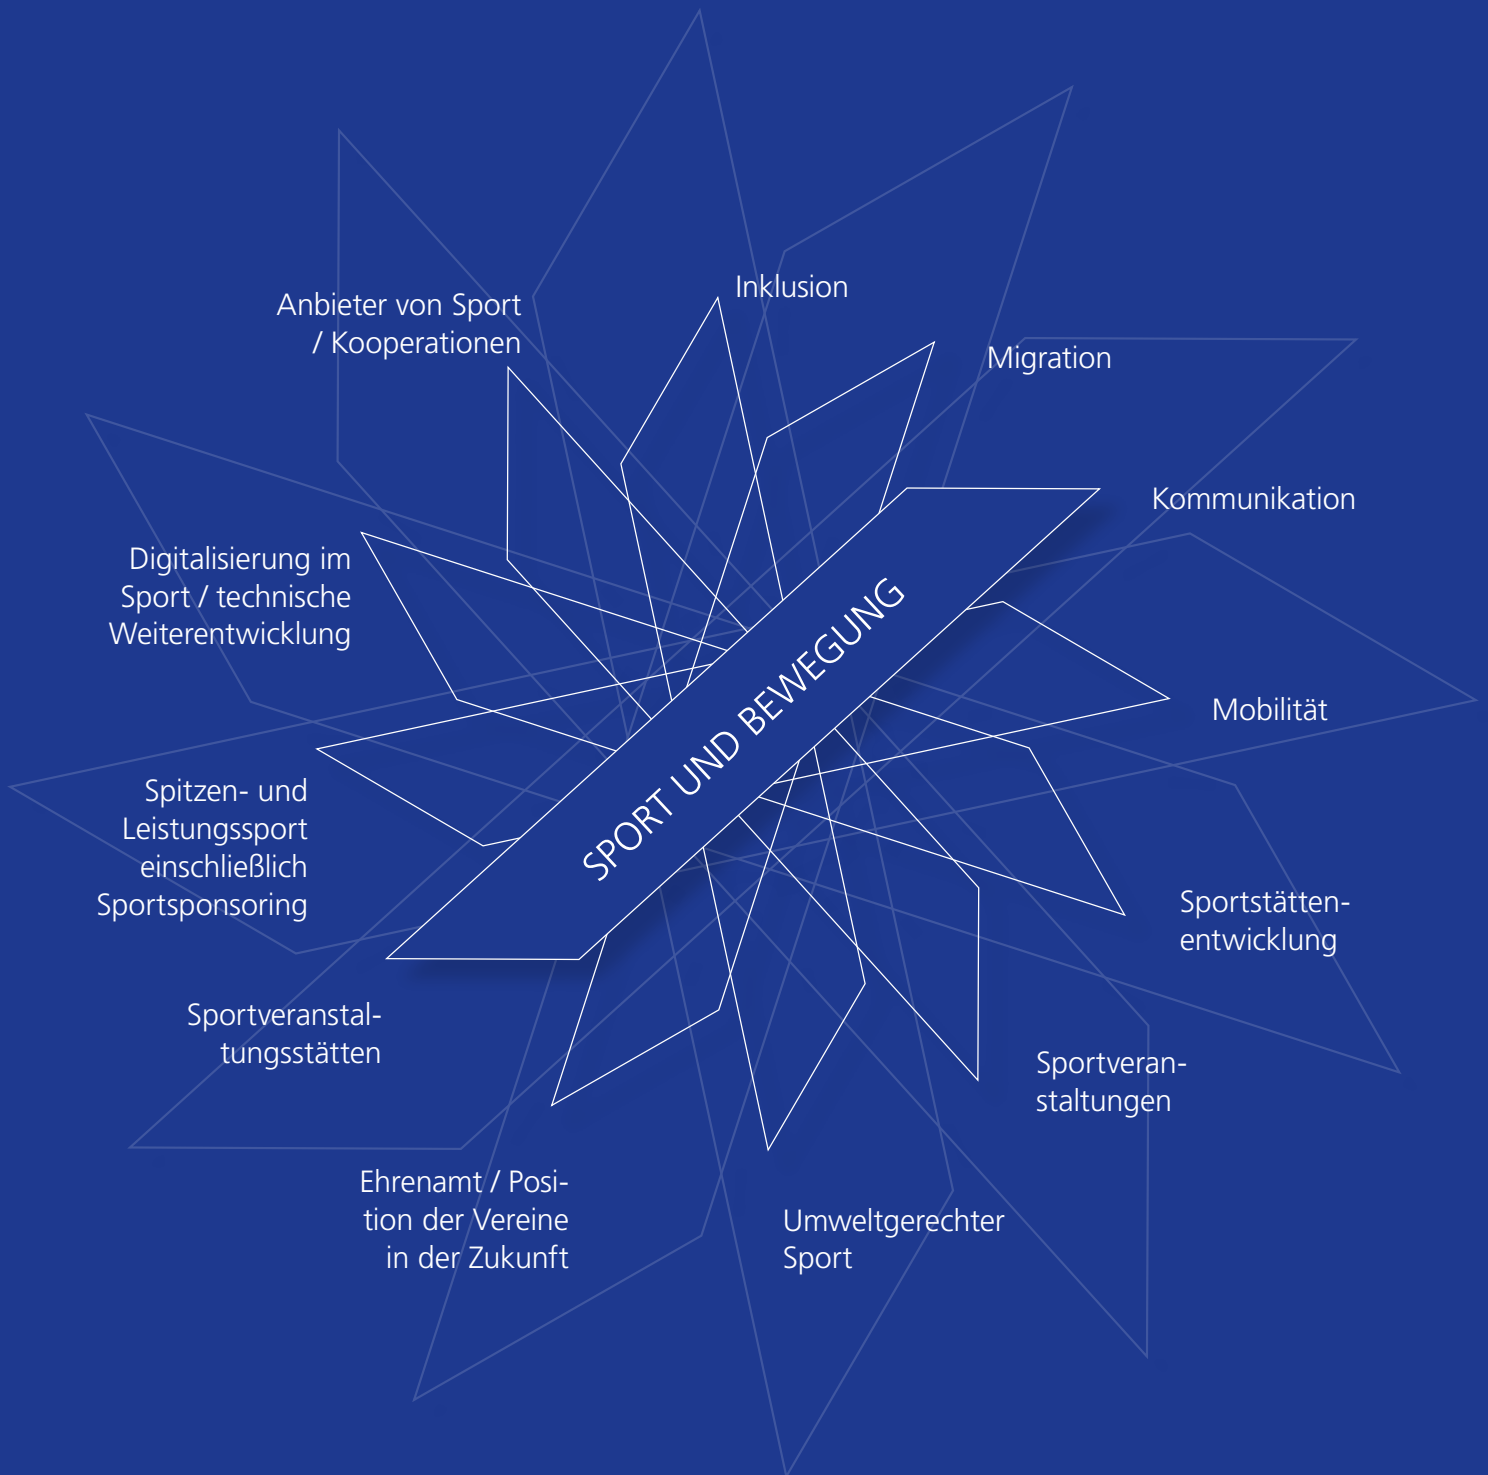 Inklusion
Anbieter von Sport
/ Kooperationen
Migration
Kommunikation
Digitalisierung im
Sport / technische
Weiterentwicklung
SPORT UND BEWEGUNG
Mobilität
Spitzen- und
Leistungssport
einschließlich
Sportsponsoring
Sportstätten-
entwicklung
Sportveranstal-
tungsstätten
Sportveran-
staltungen
Ehrenamt / Posi-
tion der Vereine
in der Zukunft
Umweltgerechter
Sport